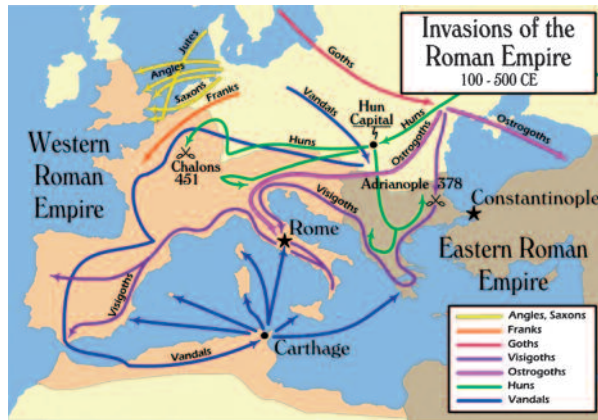 Invasions of the
Roman Empire
100 - 500 CE
Jutes
Angles
Saxons
Franks
Goths
Vandals
Hun
Capital
Huns
Huns
Ostrogoths
Ostrogoths
Western
Roman
Empire
Chalons
451
Adrianople 378
Constantinople
Visigoths
Rome
Eastern Roman
Empire
Visigoths
Vandals
Carthage
Angles, Saxons
Franks
Goths
Visigoths
Ostrogoths
Huns
Vandals